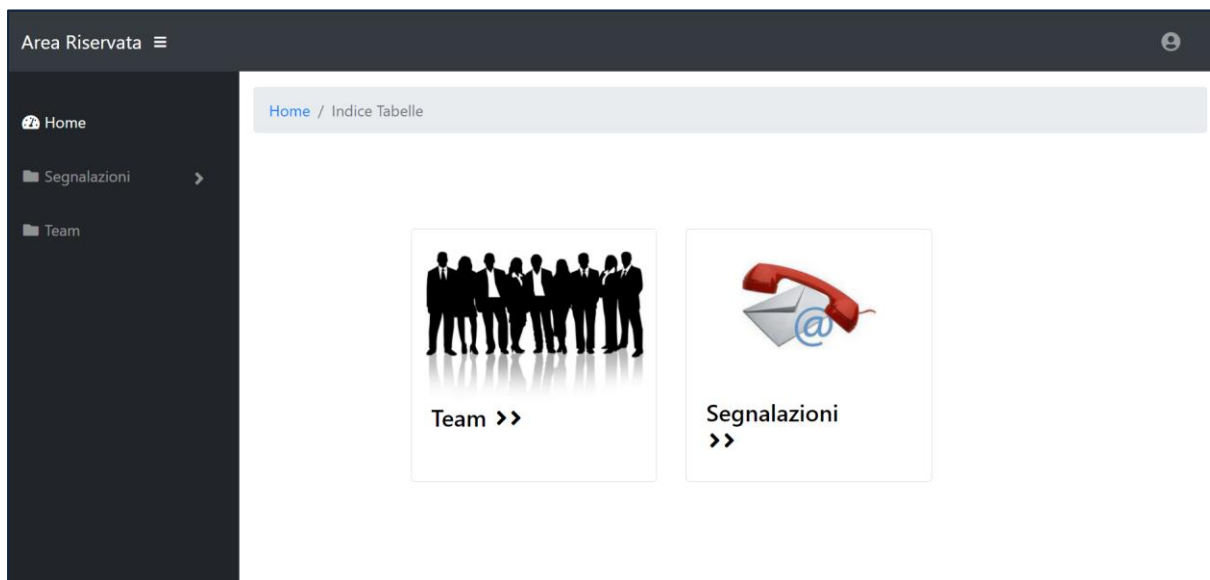 Area Riservata
Home
Segnalazioni
Team
Home / Indice Tabelle
Team >>
Segnalazioni
>>
@